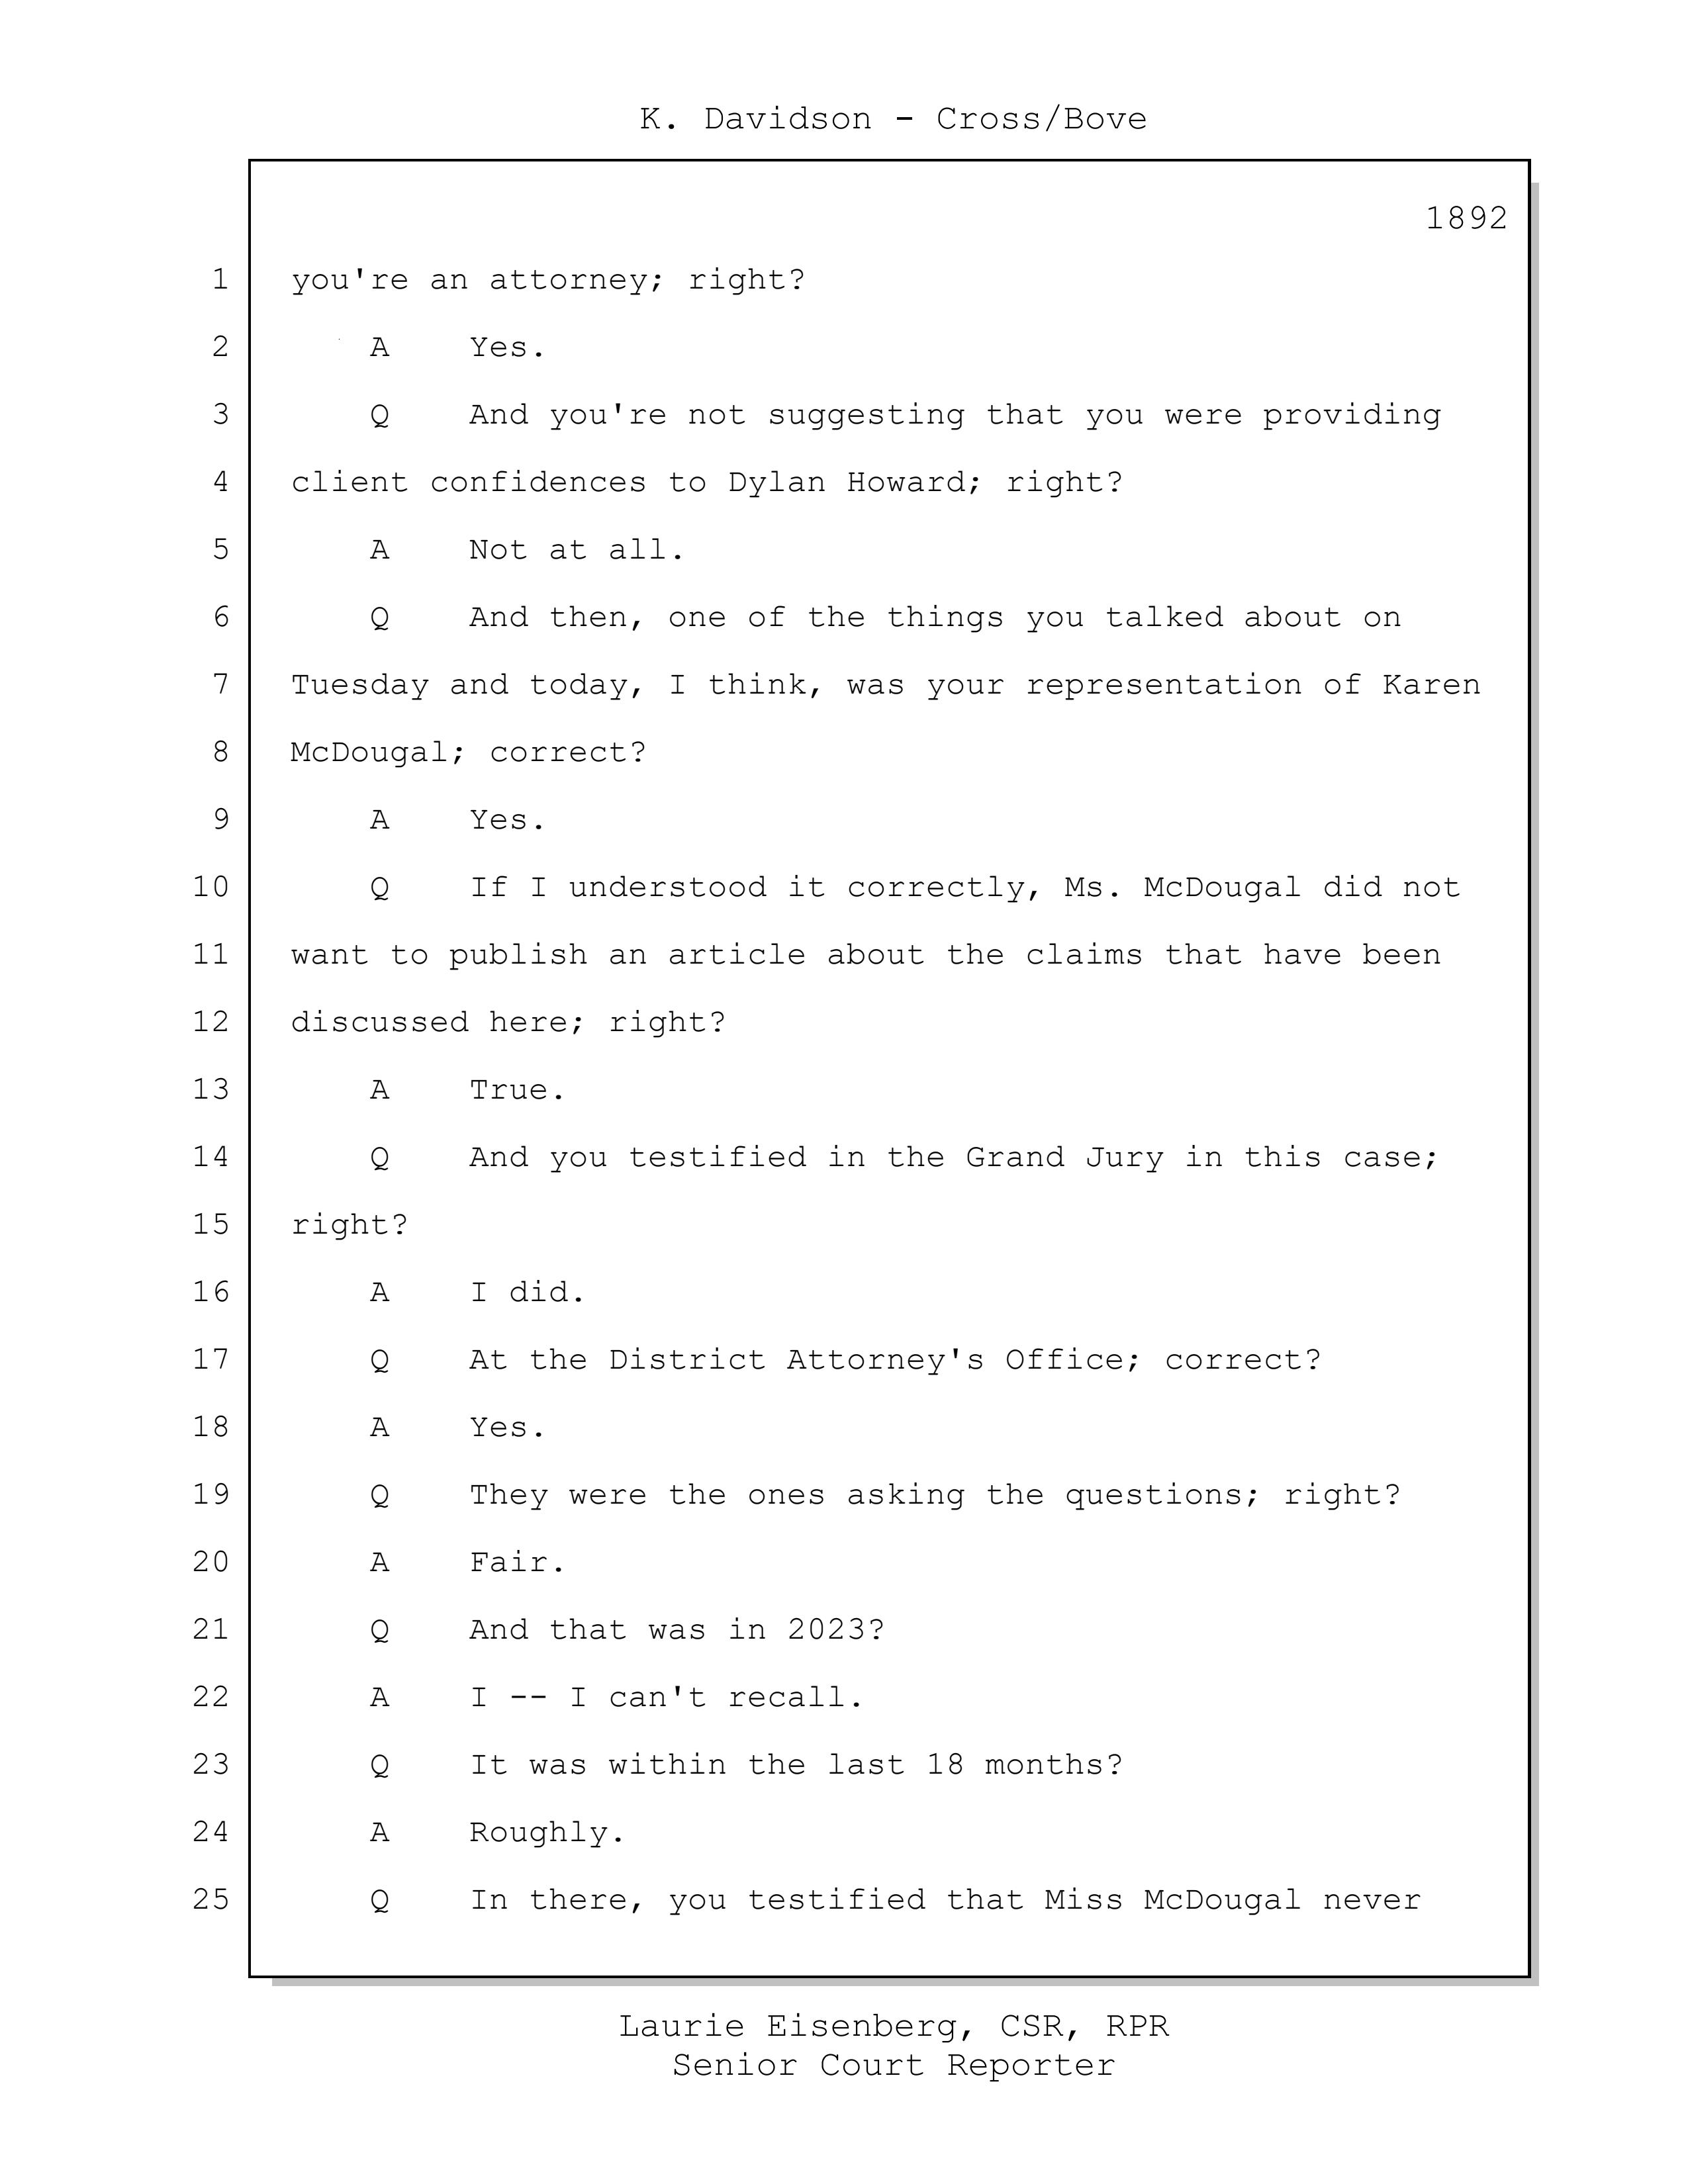 K. Davidson - Cross/Bove
1892
1 you're an attorney; right?
2 A Yes.
3 Q And you're not suggesting that you were providing
4 client confidences to Dylan Howard; right?
5 A Not at all.
6 Q And then, one of the things you talked about on
7 Tuesday and today, I think, was your representation of Karen
8 McDougal; correct?
9 A Yes.
10 Q If I understood it correctly, Ms. McDougal did not
11 want to publish an article about the claims that have been
12 discussed here; right?
13 A True.
14 Q And you testified in the Grand Jury in this case;
15 right?
16 A I did.
17 Q At the District Attorney's Office; correct?
18 A Yes.
19 Q They were the ones asking the questions; right?
20 A Fair.
21 Q And that was in 2023?
22 A I -- I can't recall.
23 Q It was within the last 18 months?
24 A Roughly.
25 Q In there, you testified that Miss McDougal never
Laurie Eisenberg, CSR, RPR
Senior Court Reporter